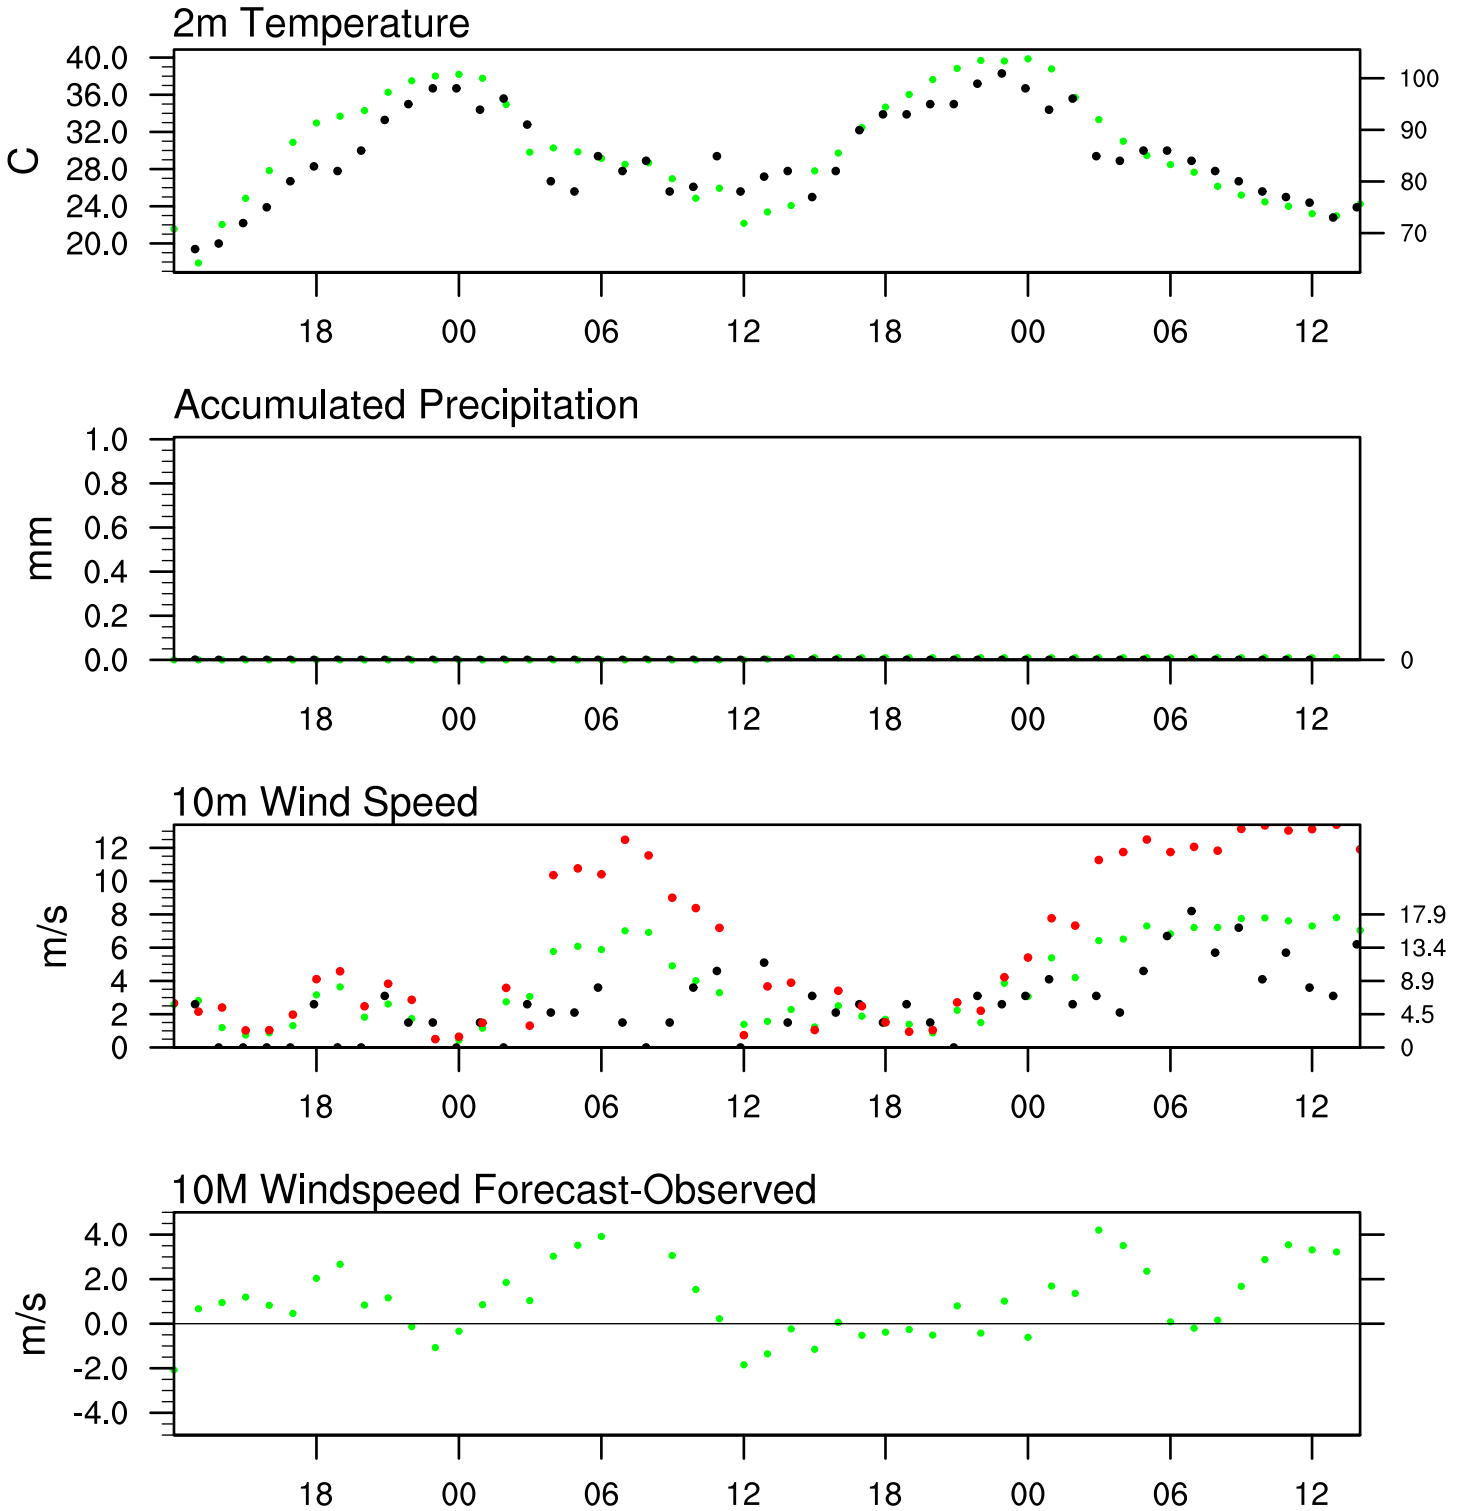 2m Temperature
40.0
36.0
32.0
28.0
24.0
20.0
C
100
90
80
70
18 00 06 12 18 00 06 12
Accumulated Precipitation
1.0
0.8
0.6
0.4
0.2
0.0
mm
0
18 00 06 12 18 00 06 12
10m Wind Speed
12
10
8
6
4
2
0
m/s
17.9
13.4
8.9
4.5
0
18 00 06 12 18 00 06 12
10M Windspeed Forecast-Observed
4.0
2.0
0.0
-2.0
-4.0
m/s
18 00 06 12 18 00 06 12